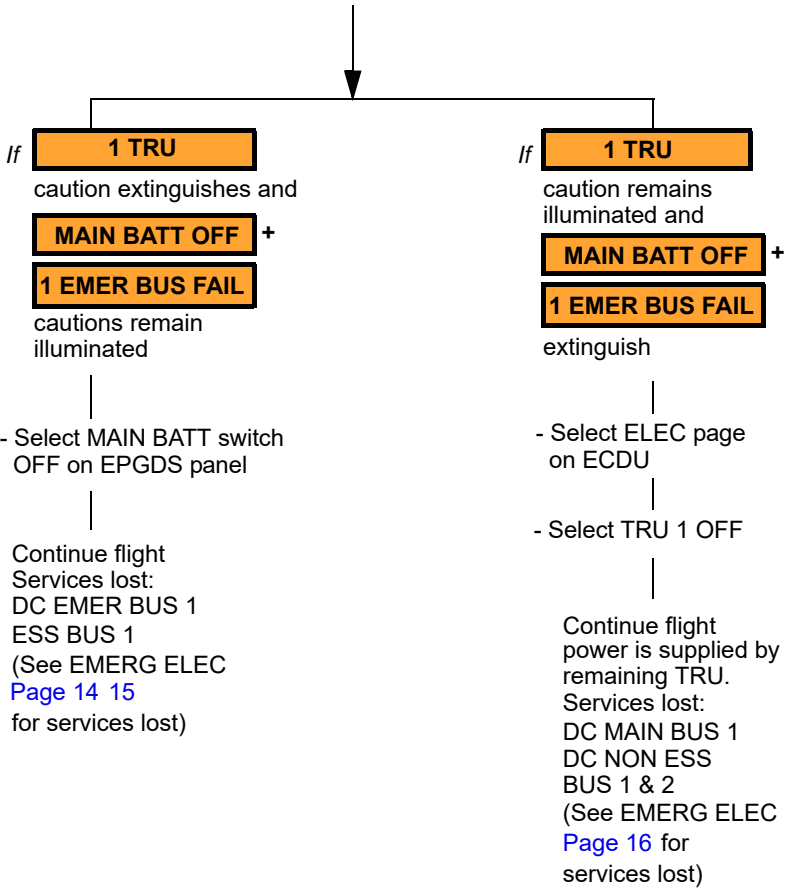 If 1 TRU
caution extinguishes and
MAIN BATT OFF +
1 EMER BUS FAIL
cautions remain
illuminated
- Select MAIN BATT switch
OFF on EPGDS panel
Continue flight
Services lost:
DC EMER BUS 1
ESS BUS 1
(See EMERG ELEC
Page 14 15
for services lost)
If 1 TRU
caution remains
illuminated and
MAIN BATT OFF +
1 EMER BUS FAIL
extinguish
- Select ELEC page
on ECDU
- Select TRU 1 OFF
Continue flight
power is supplied by
remaining TRU.
Services lost:
DC MAIN BUS 1
DC NON ESS
BUS 1 & 2
(See EMERG ELEC
Page 16 for
services lost)